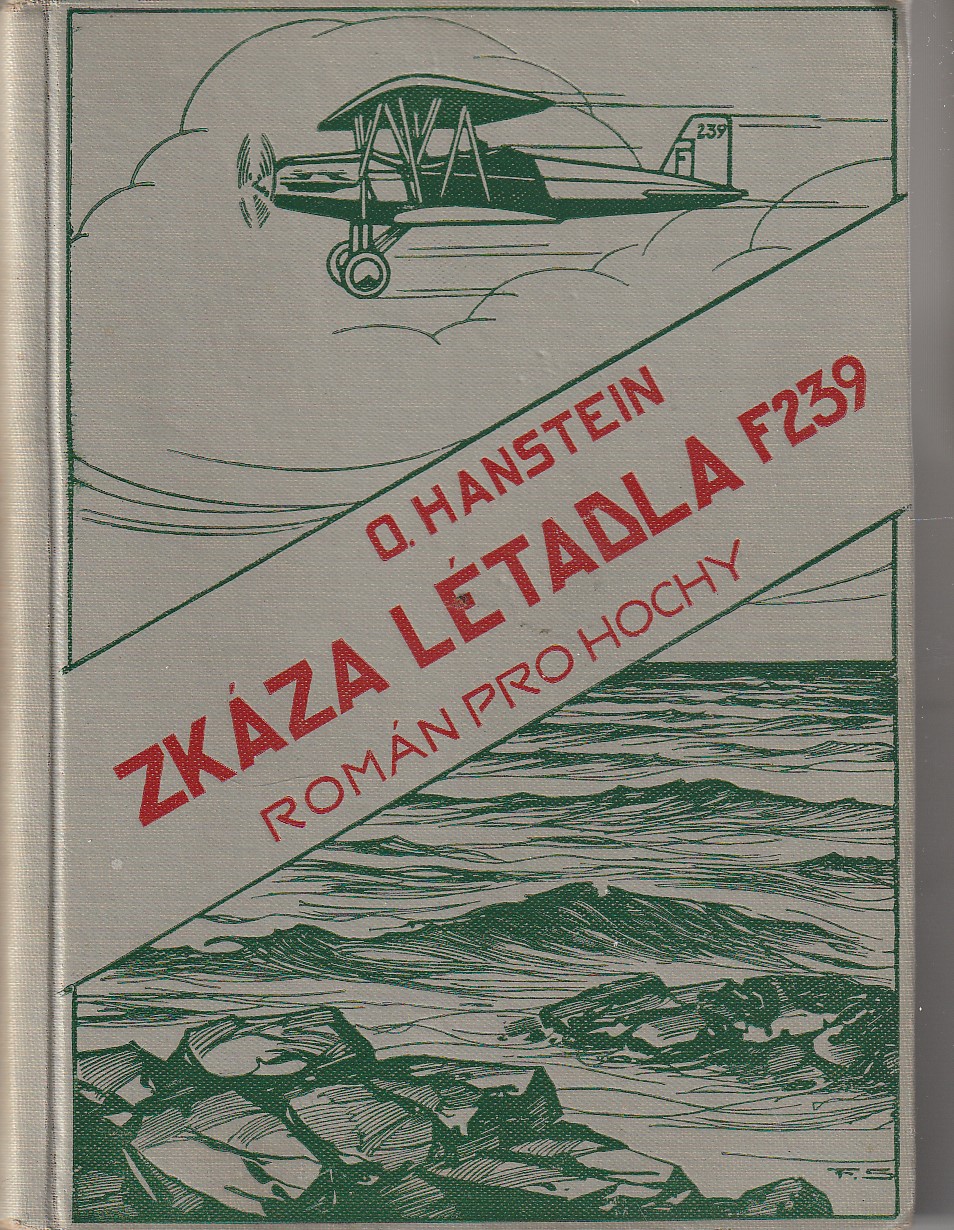 239
F
O. HANSTEIN
ZKÁZA LÉTADLA F239
ROMÁN PRO HOCHY
F. S